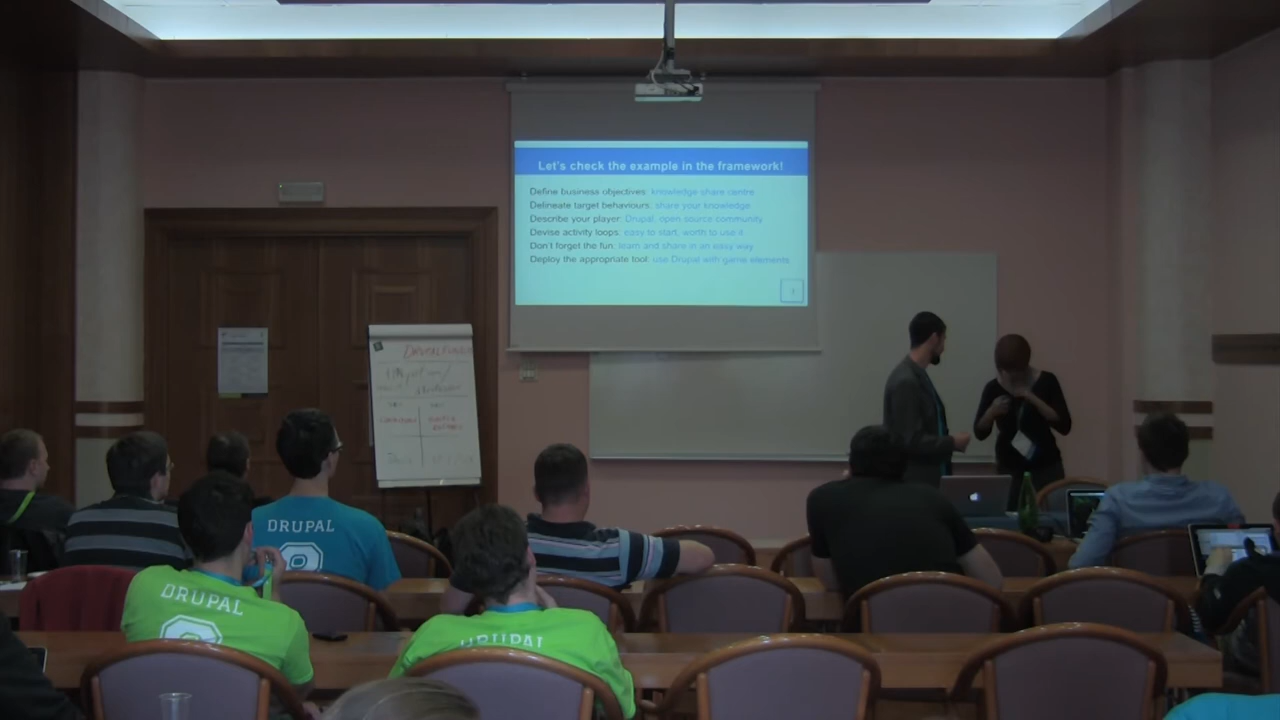 Let's check the example in the framework!
Define business objectives: knowledge share centre
Delineate target behaviours: share your knowledge
Describe your player: Drupal, open source community
Devise activity loops: easy to start, worth to use it
Don't forget the fun: learn and share in an easy way
Deploy the appropriate tool: use Drupal with game elements
DRUPAL
8
DRUPAL
DRUPAL